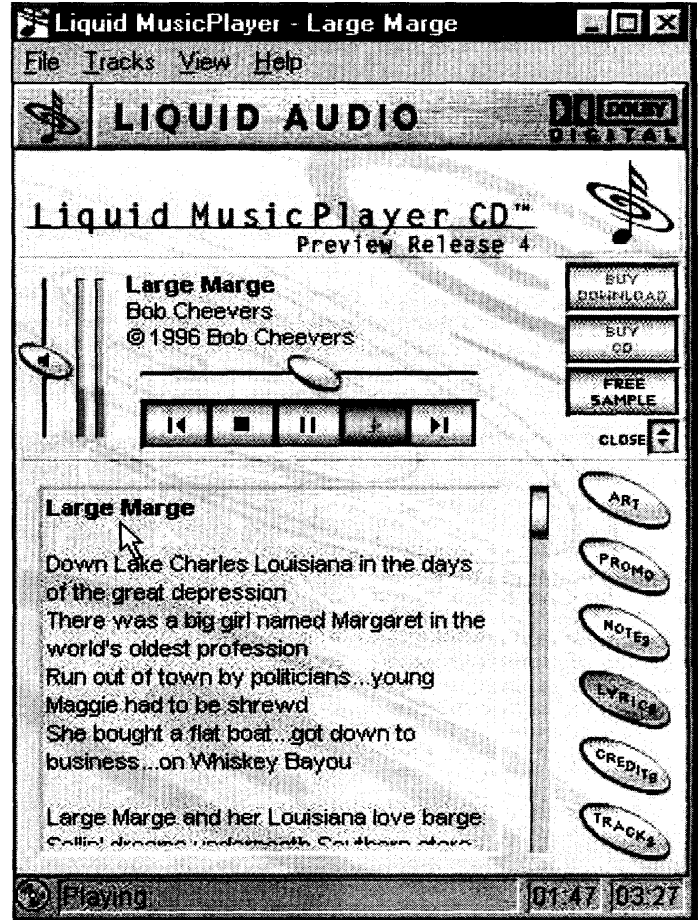 Liquid MusicPlayer - Large Marge
File Tracks View Help
LIQUID AUDIO
DOLBY
DIGITAL
Liquid MusicPlayer CD™
Preview Release 4
Large Marge
Bob Cheevers
© 1996 Bob Cheevers
BUY
DOWNLOAD
BUY
CD
FREE
SAMPLE
CLOSE
Large Marge
Down Lake Charles Louisiana in the days
of the great depression
There was a big girl named Margaret in the
world's oldest profession
Run out of town by politicians...young
Maggie had to be shrewd
She bought a flat boat...got down to
business...on Whiskey Bayou
Large Marge and her Louisiana love barge
ART
PROMO
NOTES
LYRICS
CREDITS
TRACKS
Playing
01:47 03:27